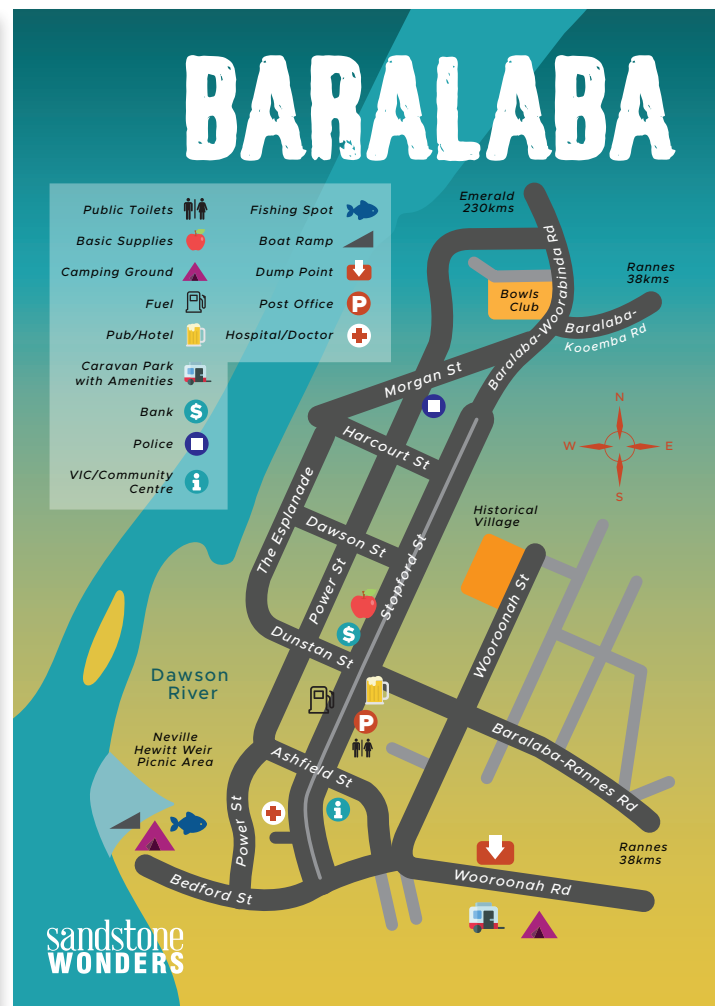 BARALABA
Public Toilets
Basic Supplies
Camping Ground
Fuel
Pub/Hotel
Caravan Park
with Amenities
Bank
Police
VIC/Community
Centre
Fishing Spot
Boat Ramp
Dump Point
Post Office
P
Hospital/Doctor
$
i
Emerald
230kms
Bowls
Club
Baralaba-Woorabinda Rd
Rannes
38kms
Baralaba-
Kooemba Rd
Morgan St
N
W
E
S
Harcourt St
The Esplanade
Dawson St
Power St
Stopford St
Historical
Village
Wooroonah St
$
Dunstan St
Dawson
River
P
Neville
Hewitt Weir
Picnic Area
Ashfield St
Baralaba-Rannes Rd
i
Power St
Rannes
38kms
Bedford St
Wooroonah Rd
sandstone
WONDERS